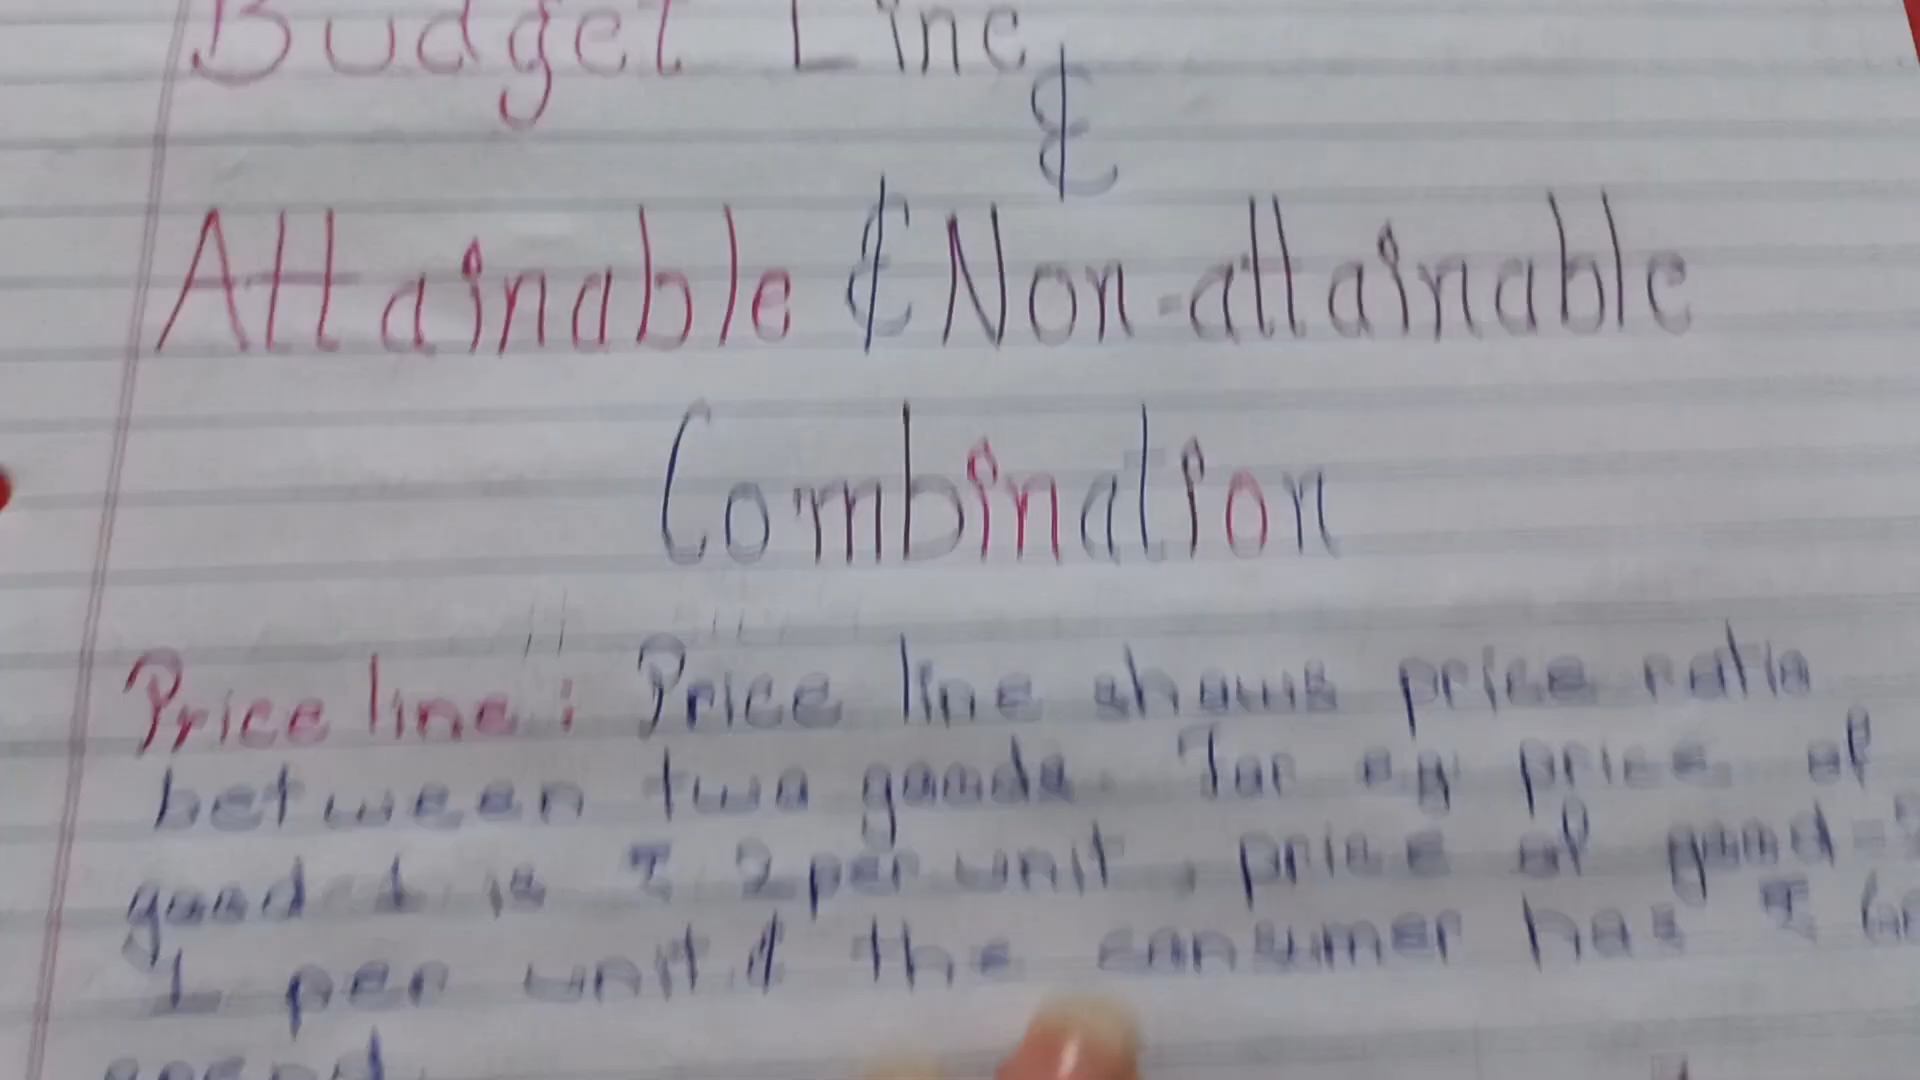 Budget Line
&
Attainable & Non-attainable
Combination
Price line : Price line shows price ratio
between two goods. For eg price of
good 1 is ₹ 2 per unit, price of good-
1 per unit & the consumer has ₹
spend